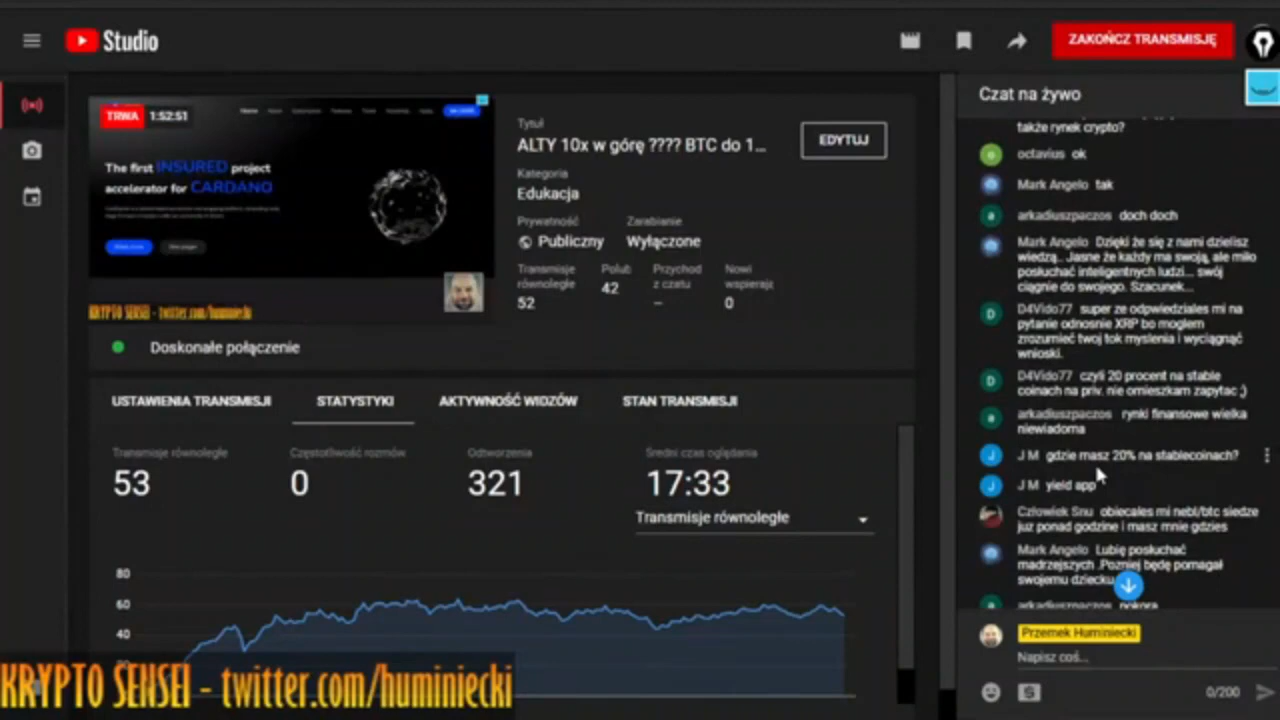 Studio
ZAKOŃCZ TRANSMISJĘ
TRWA 1:52:51
The first INSURED project
accelerator for CARDANO
KRYPTO SENSEI - twitter.com/huminiecki
Tytuł
ALTY 10x w górę ???? BTC do 1...
EDYTUJ
Kategoria
Edukacja
Prywatność
Zarabianie
Publiczny
Wyłączone
Transmisje
równoległe
Polub
Przychod
z czatu
Nowi
wspierają
52
42
–
0
Doskonałe połączenie
USTAWIENIA TRANSMISJI
STATYSTYKI
AKTYWNOŚĆ WIDZÓW
STAN TRANSMISJI
Transmisje równoległe
Częstotliwość rozmów
Odtworzenia
Średni czas oglądania
53
0
321
17:33
Transmisje równoległe
80
60
40
KRYPTO SENSEI - twitter.com/huminiecki
Czat na żywo
także rynek crypto?
octavius ok
Mark Angelo tak
arkadiuszpaczos doch doch
Mark Angelo Dzięki że się z nami dzielisz
wiedzą.. Jasne że każdy ma swoją, ale miło
posłuchać inteligentnych ludzi... swój
ciągnie do swojego. Szacunek...
D4Vido77 super ze odpwiedziales mi na
pytanie odnosnie XRP bo moglem
zrozumieć twoj tok myslenia i wyciągnąć
wnioski.
D4Vido77 czyli 20 procent na stable
coinach na priv. nie omieszkam zapytac ;)
arkadiuszpaczos rynki finansowe wielka
niewiadoma
J M gdzie masz 20% na stablecoinach?
J M yield app
Człowiek Snu obiecales mi nebl/btc siedze
juz ponad godzine i masz mnie gdzies
Mark Angelo Lubię posłuchać
madrzejszych .Pozniej będę pomagał
swojemu dziecku
arkadiuszpaczos pokora
Przemek Huminiecki
Napisz coś...
0/200